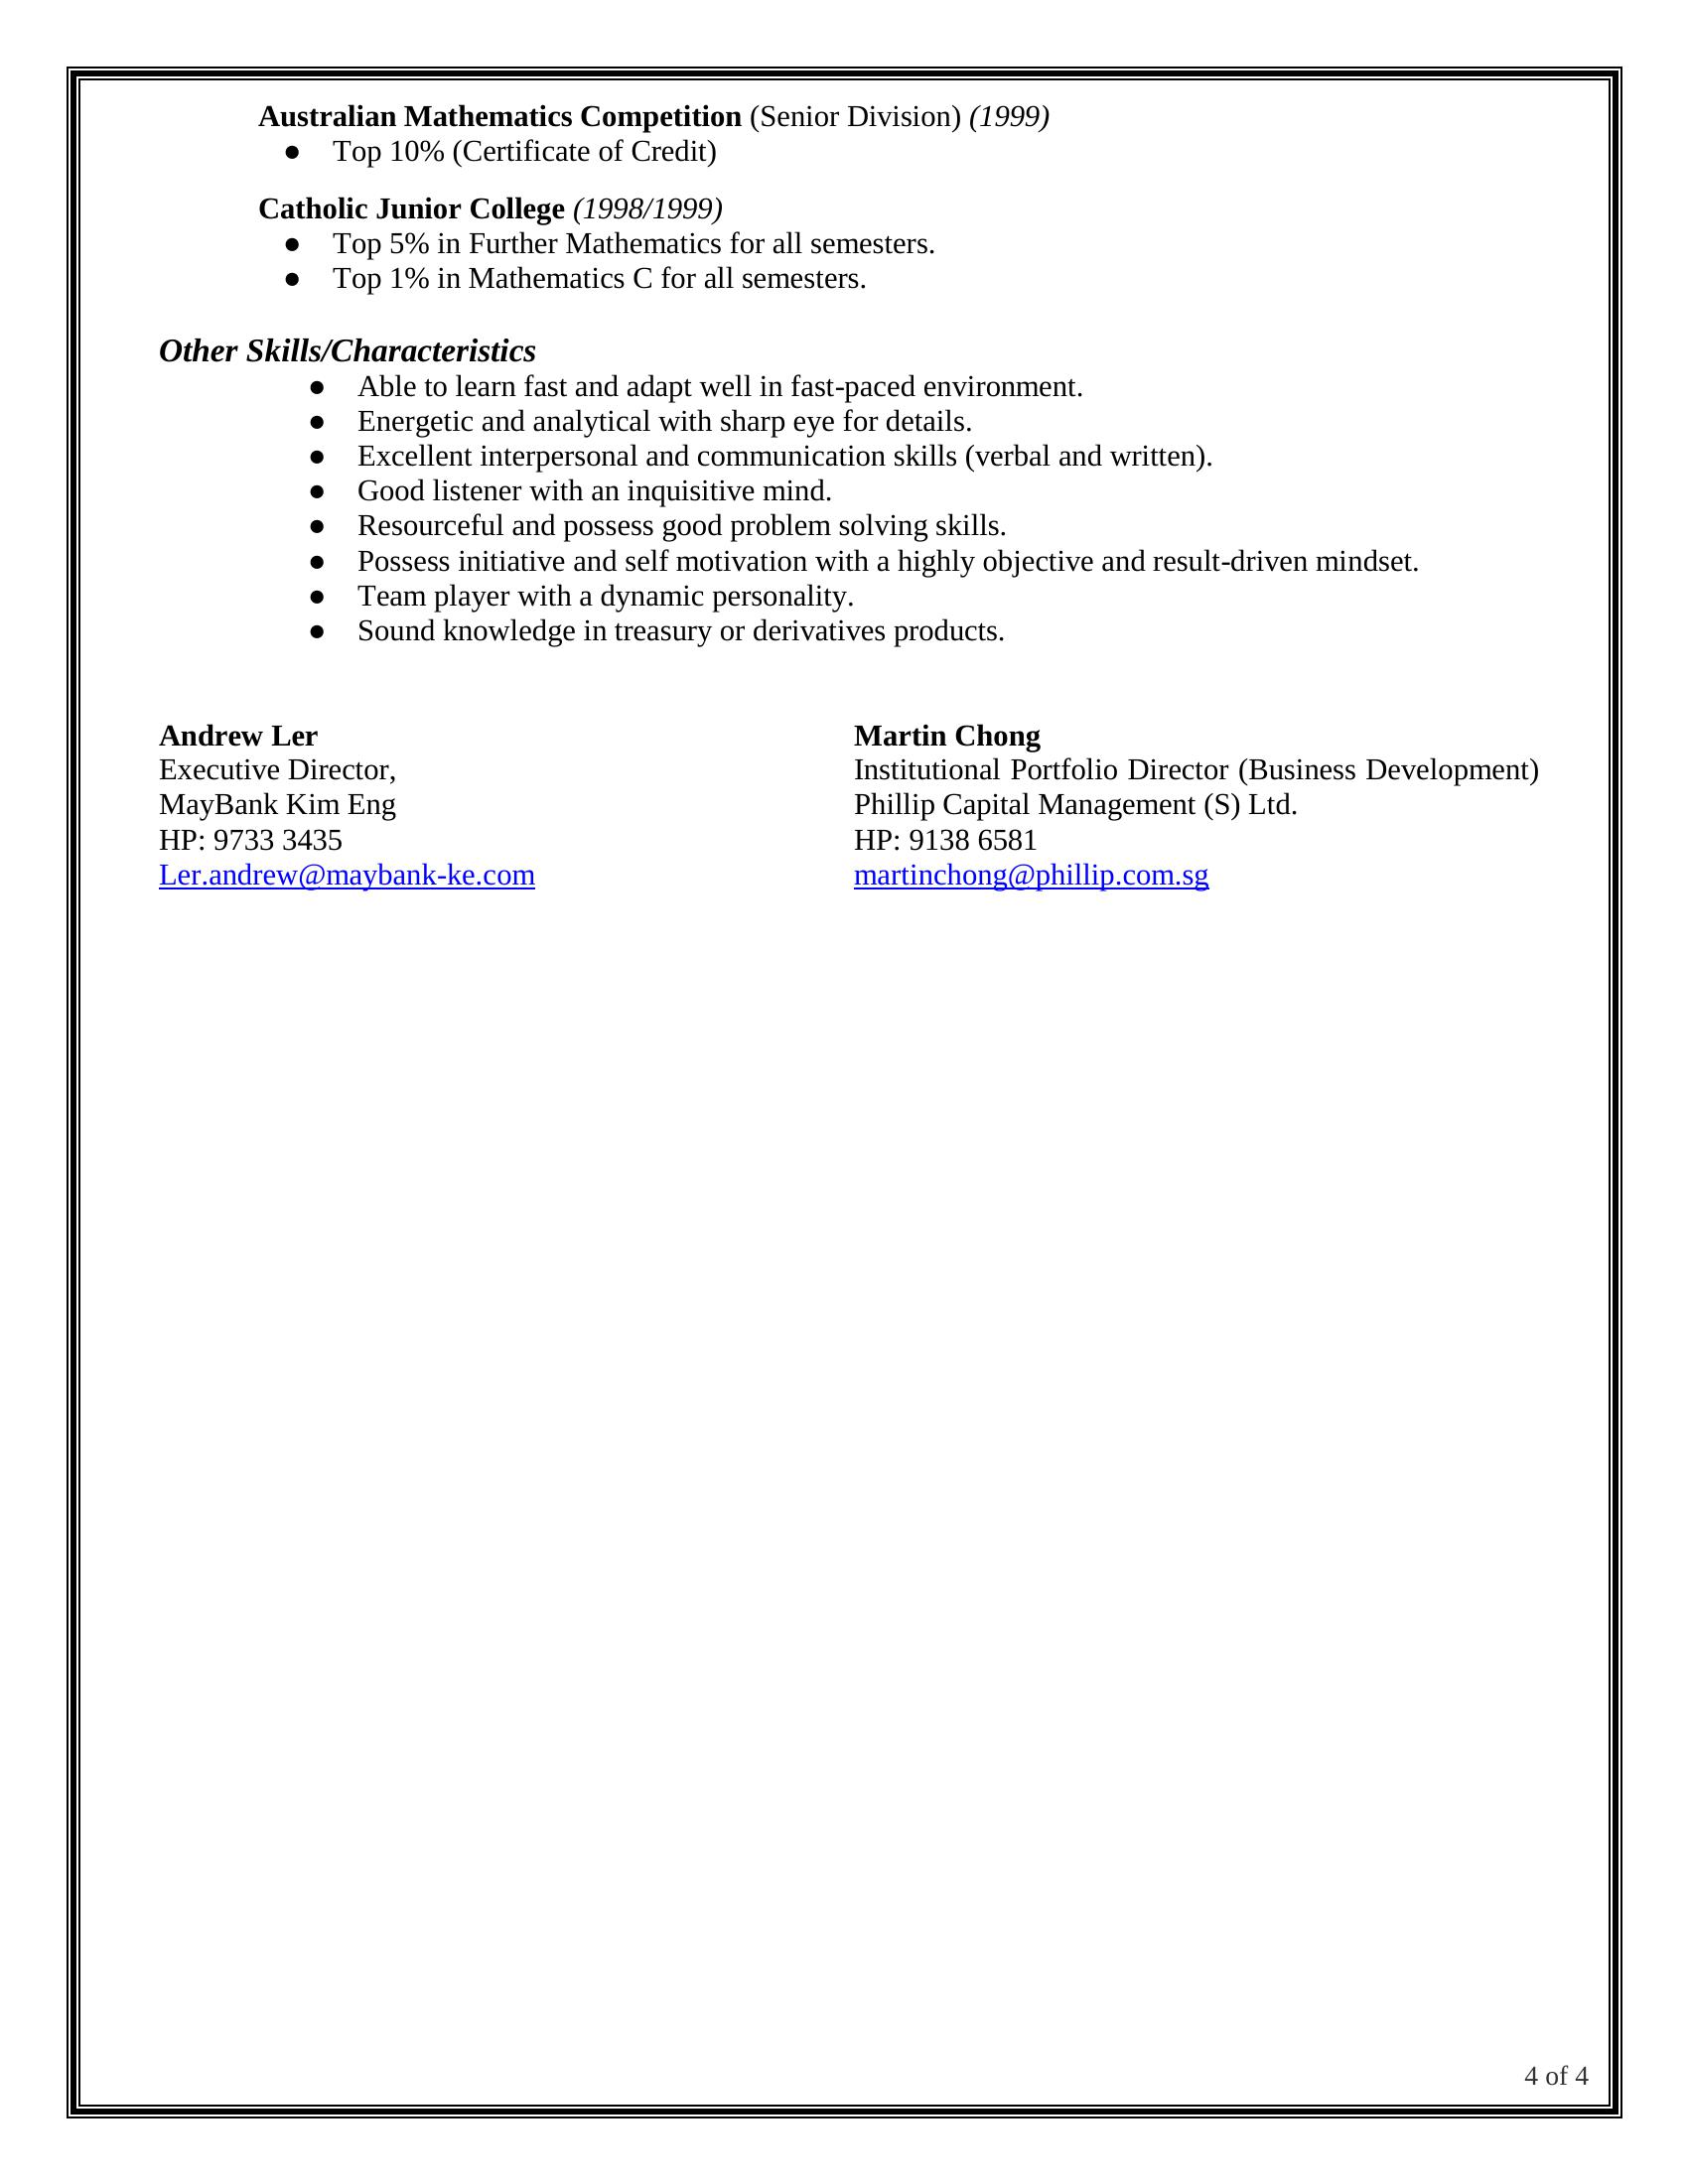 Australian Mathematics Competition (Senior Division) (1999)
● Top 10% (Certificate of Credit)
Catholic Junior College (1998/1999)
● Top 5% in Further Mathematics for all semesters.
● Top 1% in Mathematics C for all semesters.
Other Skills/Characteristics
● Able to learn fast and adapt well in fast-paced environment.
● Energetic and analytical with sharp eye for details.
● Excellent interpersonal and communication skills (verbal and written).
● Good listener with an inquisitive mind.
● Resourceful and possess good problem solving skills.
● Possess initiative and self motivation with a highly objective and result-driven mindset.
● Team player with a dynamic personality.
● Sound knowledge in treasury or derivatives products.
Andrew Ler
Executive Director,
MayBank Kim Eng
HP: 9733 3435
Ler.andrew@maybank-ke.com
Martin Chong
Institutional Portfolio Director (Business Development)
Phillip Capital Management (S) Ltd.
HP: 9138 6581
martinchong@phillip.com.sg
4 of 4